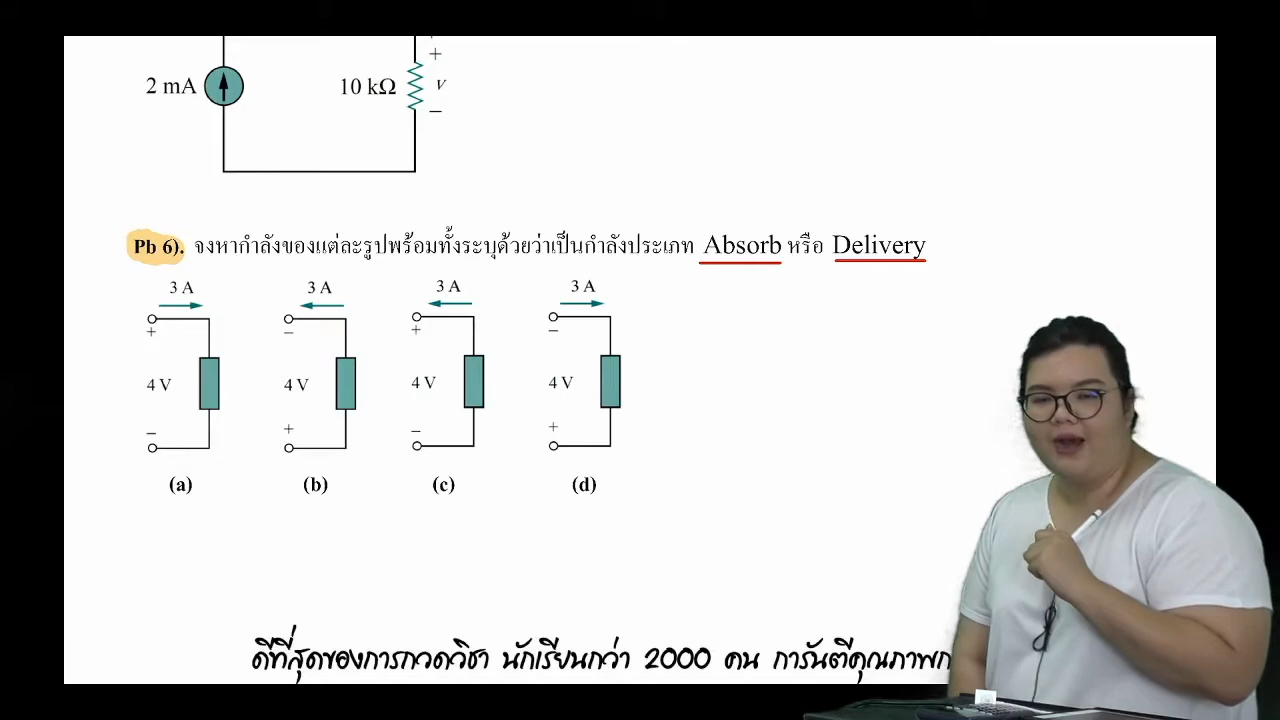 +
2 mA
10 kΩ
v
−
Pb 6). จงหากำลังของแต่ละรูปพร้อมทั้งระบุด้วยว่าเป็นกำลังประเภท Absorb หรือ Delivery
3 A 3 A 3 A 3 A
+ − + −
4 V 4 V 4 V 4 V
− + − +
(a) (b) (c) (d)
ดีที่สุดของการกวดวิชา นักเรียนกว่า 2000 คน การันตีคุณภาพ